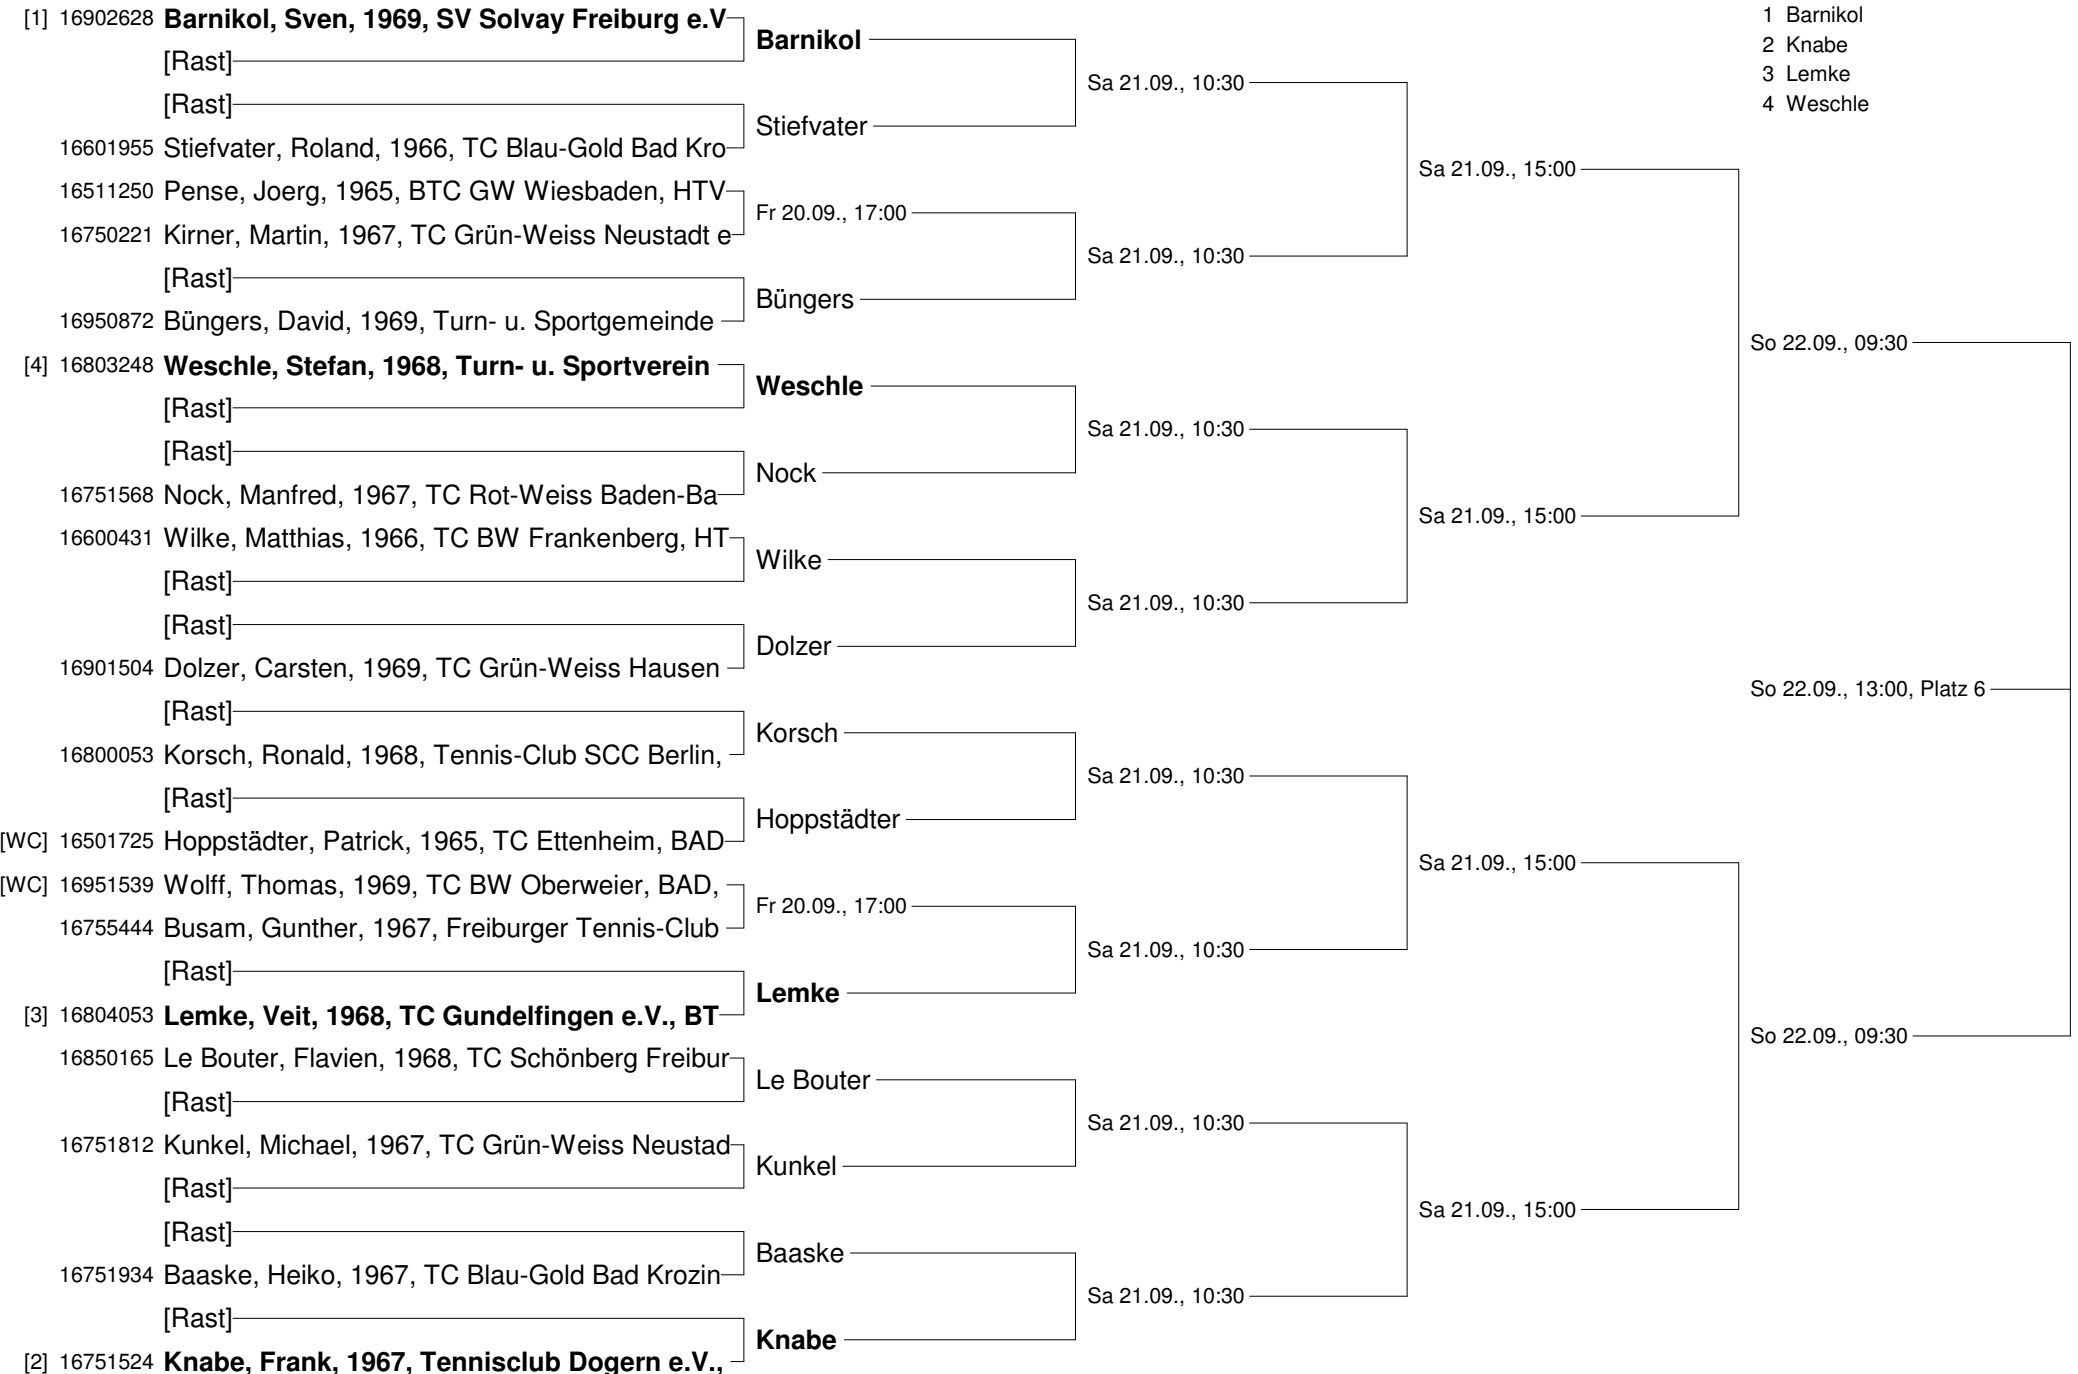 [1] 16902628 Barnikol, Sven, 1969, SV Solvay Freiburg e.V
[Rast]
[Rast]
16601955 Stiefvater, Roland, 1966, TC Blau-Gold Bad Kro
16511250 Pense, Joerg, 1965, BTC GW Wiesbaden, HTV
16750221 Kirner, Martin, 1967, TC Grün-Weiss Neustadt e
[Rast]
16950872 Büngers, David, 1969, Turn- u. Sportgemeinde
[4] 16803248 Weschle, Stefan, 1968, Turn- u. Sportverein
[Rast]
[Rast]
16751568 Nock, Manfred, 1967, TC Rot-Weiss Baden-Ba
16600431 Wilke, Matthias, 1966, TC BW Frankenberg, HT
[Rast]
[Rast]
16901504 Dolzer, Carsten, 1969, TC Grün-Weiss Hausen
[Rast]
16800053 Korsch, Ronald, 1968, Tennis-Club SCC Berlin,
[Rast]
[WC] 16501725 Hoppstädter, Patrick, 1965, TC Ettenheim, BAD
[WC] 16951539 Wolff, Thomas, 1969, TC BW Oberweier, BAD,
16755444 Busam, Gunther, 1967, Freiburger Tennis-Club
[Rast]
[3] 16804053 Lemke, Veit, 1968, TC Gundelfingen e.V., BT
16850165 Le Bouter, Flavien, 1968, TC Schönberg Freibur
[Rast]
16751812 Kunkel, Michael, 1967, TC Grün-Weiss Neustad
[Rast]
[Rast]
16751934 Baaske, Heiko, 1967, TC Blau-Gold Bad Krozin
[Rast]
[2] 16751524 Knabe, Frank, 1967, Tennisclub Dogern e.V.,
Barnikol
Stiefvater
Fr 20.09., 17:00
Büngers
Weschle
Nock
Wilke
Dolzer
Korsch
Hoppstädter
Fr 20.09., 17:00
Lemke
Le Bouter
Kunkel
Baaske
Knabe
Sa 21.09., 10:30
Sa 21.09., 10:30
Sa 21.09., 10:30
Sa 21.09., 10:30
Sa 21.09., 10:30
Sa 21.09., 10:30
Sa 21.09., 10:30
Sa 21.09., 10:30
Sa 21.09., 15:00
Sa 21.09., 15:00
Sa 21.09., 15:00
Sa 21.09., 15:00
So 22.09., 09:30
So 22.09., 13:00, Platz 6
So 22.09., 09:30
1 Barnikol
2 Knabe
3 Lemke
4 Weschle